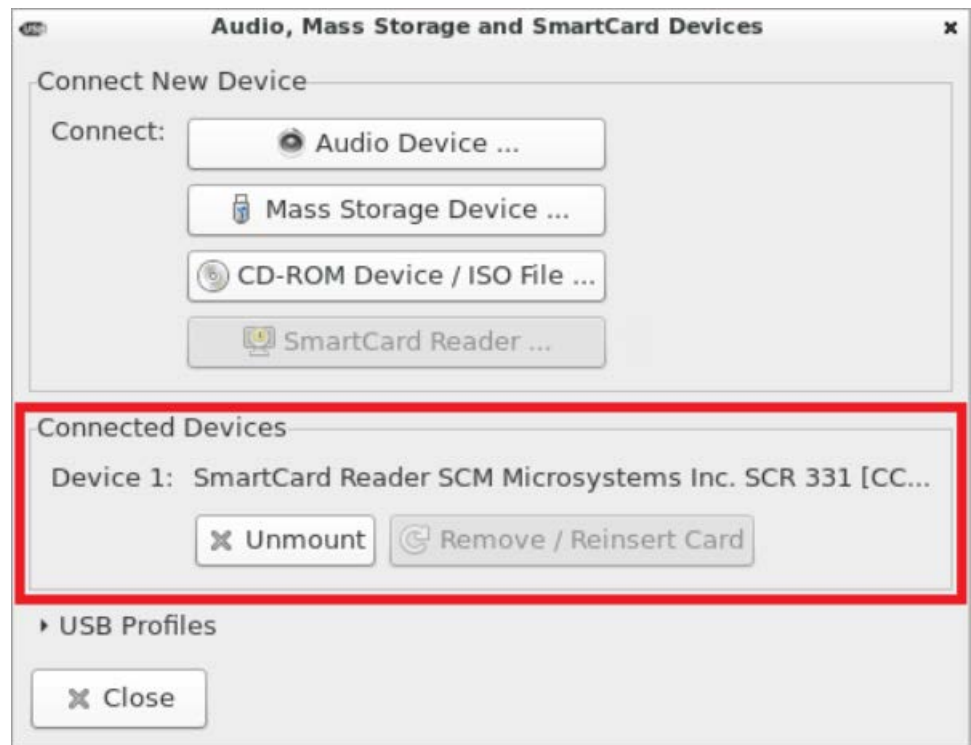 Audio, Mass Storage and SmartCard Devices
Connect New Device
Connect:
Audio Device ...
Mass Storage Device ...
CD-ROM Device / ISO File ...
SmartCard Reader ...
Connected Devices
Device 1: SmartCard Reader SCM Microsystems Inc. SCR 331 [CC...
Unmount Remove / Reinsert Card
USB Profiles
Close